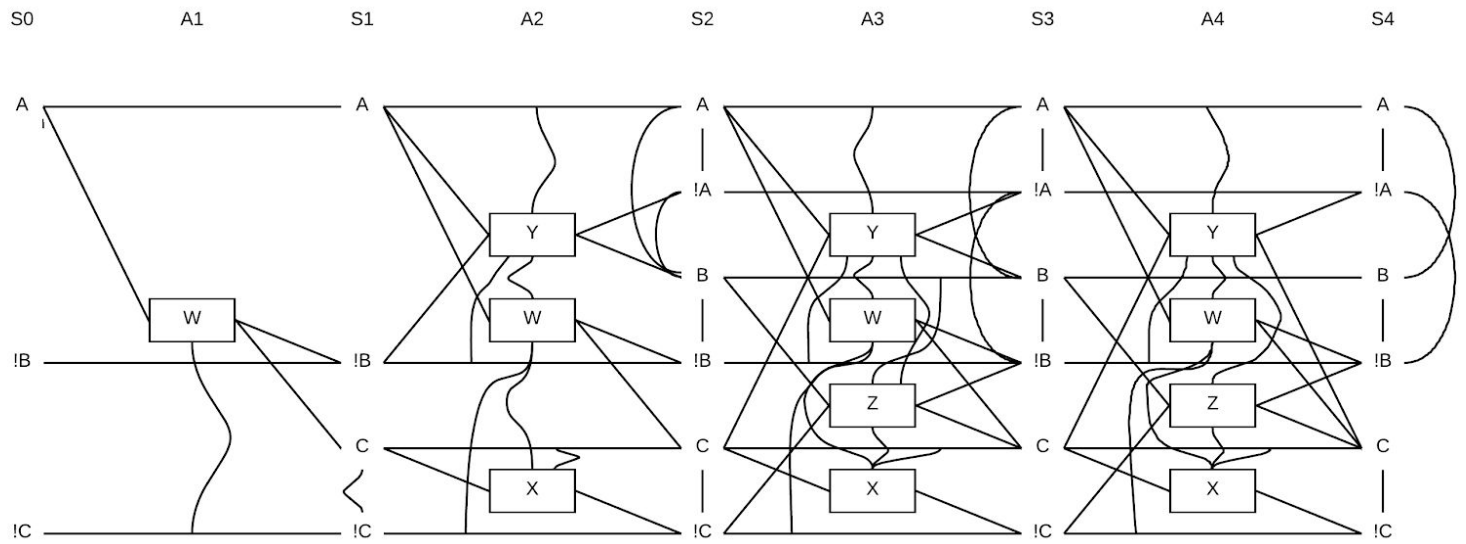 S0 A1 S1 A2 S2 A3 S3 A4 S4
A A A A A
!A !A !A
Y Y Y
B B B
W W W W
!B !B !B !B !B
Z Z
C C C C
X X X
!C !C !C !C !C